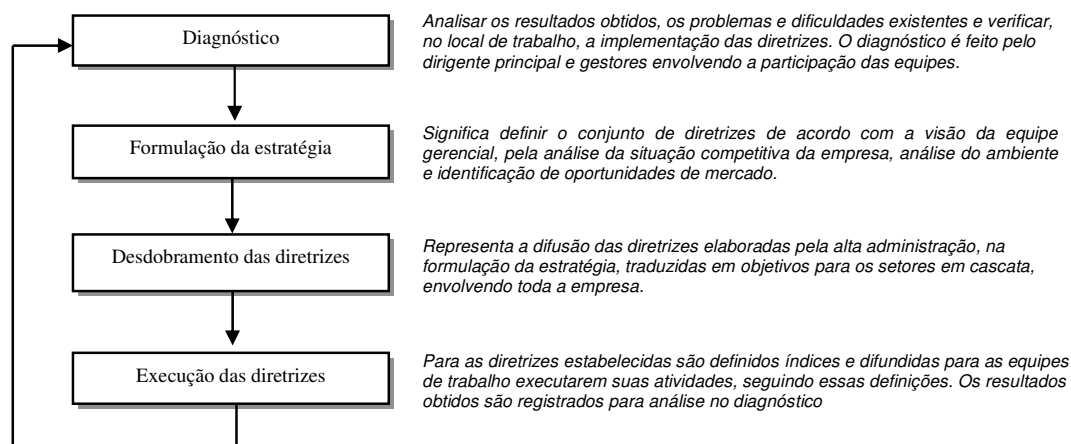 Diagnóstico
Analisar os resultados obtidos, os problemas e dificuldades existentes e verificar,
no local de trabalho, a implementação das diretrizes. O diagnóstico é feito pelo
dirigente principal e gestores envolvendo a participação das equipes.
Formulação da estratégia
Significa definir o conjunto de diretrizes de acordo com a visão da equipe
gerencial, pela análise da situação competitiva da empresa, análise do ambiente
e identificação de oportunidades de mercado.
Desdobramento das diretrizes
Representa a difusão das diretrizes elaboradas pela alta administração, na
formulação da estratégia, traduzidas em objetivos para os setores em cascata,
envolvendo toda a empresa.
Execução das diretrizes
Para as diretrizes estabelecidas são definidos índices e difundidas para as equipes
de trabalho executarem suas atividades, seguindo essas definições. Os resultados
obtidos são registrados para análise no diagnóstico